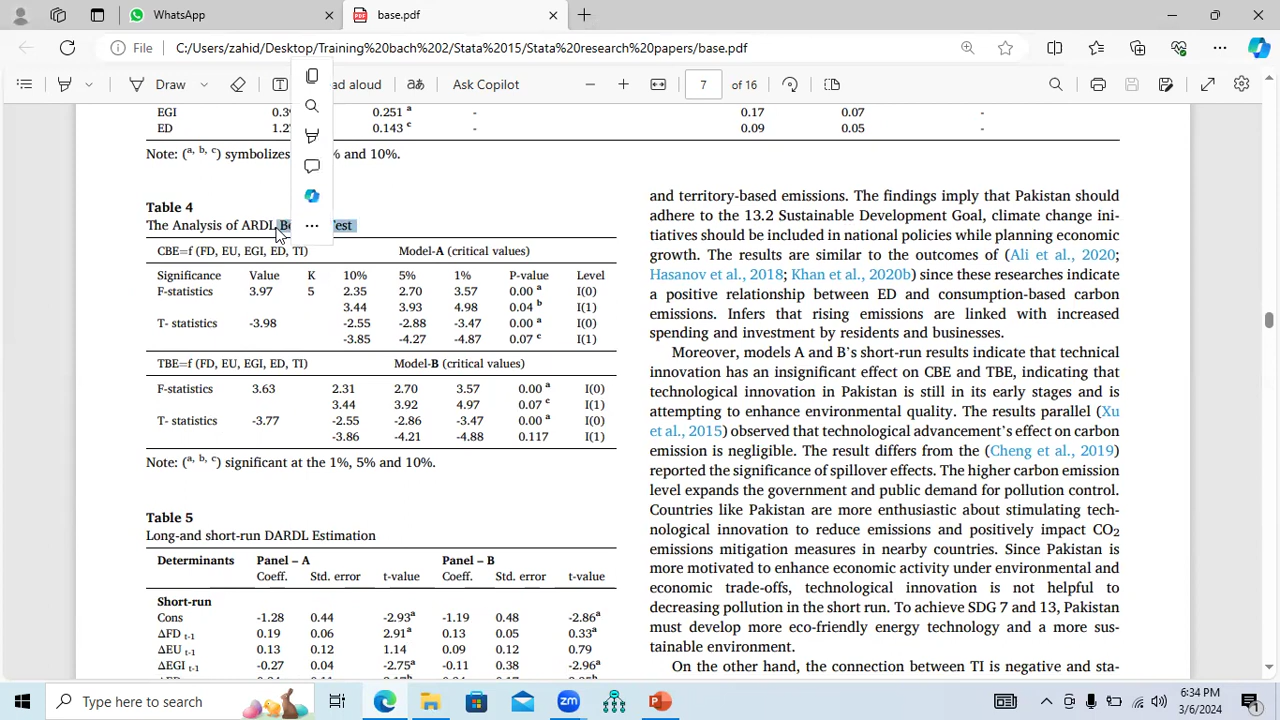 WhatsApp
base.pdf
File
C:/Users/zahid/Desktop/Training%20bach%202/Stata%2015/Stata%20research%20papers/base.pdf
Draw
ad aloud
Ask Copilot
7
of 16
EGI 0.251 a - 0.17 0.07 -
ED 0.143 c - 0.09 0.05 -
Note: (a, b, c) symbolizes % and 10%.
Table 4
The Analysis of ARDL est
CBE=f (FD, EU, EGI, ED, TI) Model-A (critical values)
Significance Value K 10% 5% 1% P-value Level
F-statistics 3.97 5 2.35 2.70 3.57 0.00 a I(0)
3.44 3.93 4.98 0.04 b I(1)
T- statistics -3.98 -2.55 -2.88 -3.47 0.00 a I(0)
-3.85 -4.27 -4.87 0.07 c I(1)
TBE=f (FD, EU, EGI, ED, TI) Model-B (critical values)
F-statistics 3.63 2.31 2.70 3.57 0.00 a I(0)
3.44 3.92 4.97 0.07 c I(1)
T- statistics -3.77 -2.55 -2.86 -3.47 0.00 a I(0)
-3.86 -4.21 -4.88 0.117 I(1)
Note: (a, b, c) significant at the 1%, 5% and 10%.
Table 5
Long-and short-run DARDL Estimation
Determinants Panel – A Panel – B
Coeff. Std. error t-value Coeff. Std. error t-value
Short-run
Cons -1.28 0.44 -2.93a -1.19 0.48 -2.86a
ΔFD t-1 0.19 0.06 2.91a 0.13 0.05 0.33a
ΔEU t-1 0.13 0.12 1.14 0.09 0.12 0.79
ΔEGI t-1 -0.27 0.04 -2.75a -0.11 0.38 -2.96a
and territory-based emissions. The findings imply that Pakistan should
adhere to the 13.2 Sustainable Development Goal, climate change ini-
tiatives should be included in national policies while planning economic
growth. The results are similar to the outcomes of (Ali et al., 2020;
Hasanov et al., 2018; Khan et al., 2020b) since these researches indicate
a positive relationship between ED and consumption-based carbon
emissions. Infers that rising emissions are linked with increased
spending and investment by residents and businesses.
Moreover, models A and B's short-run results indicate that technical
innovation has an insignificant effect on CBE and TBE, indicating that
technological innovation in Pakistan is still in its early stages and is
attempting to enhance environmental quality. The results parallel (Xu
et al., 2015) observed that technological advancement's effect on carbon
emission is negligible. The result differs from the (Cheng et al., 2019)
reported the significance of spillover effects. The higher carbon emission
level expands the government and public demand for pollution control.
Countries like Pakistan are more enthusiastic about stimulating tech-
nological innovation to reduce emissions and positively impact CO2
emissions mitigation measures in nearby countries. Since Pakistan is
more motivated to enhance economic activity under environmental and
economic trade-offs, technological innovation is not helpful to
decreasing pollution in the short run. To achieve SDG 7 and 13, Pakistan
must develop more eco-friendly energy technology and a more sus-
tainable environment.
On the other hand, the connection between TI is negative and sta-
Type here to search
zm
6:34 PM
3/6/2024